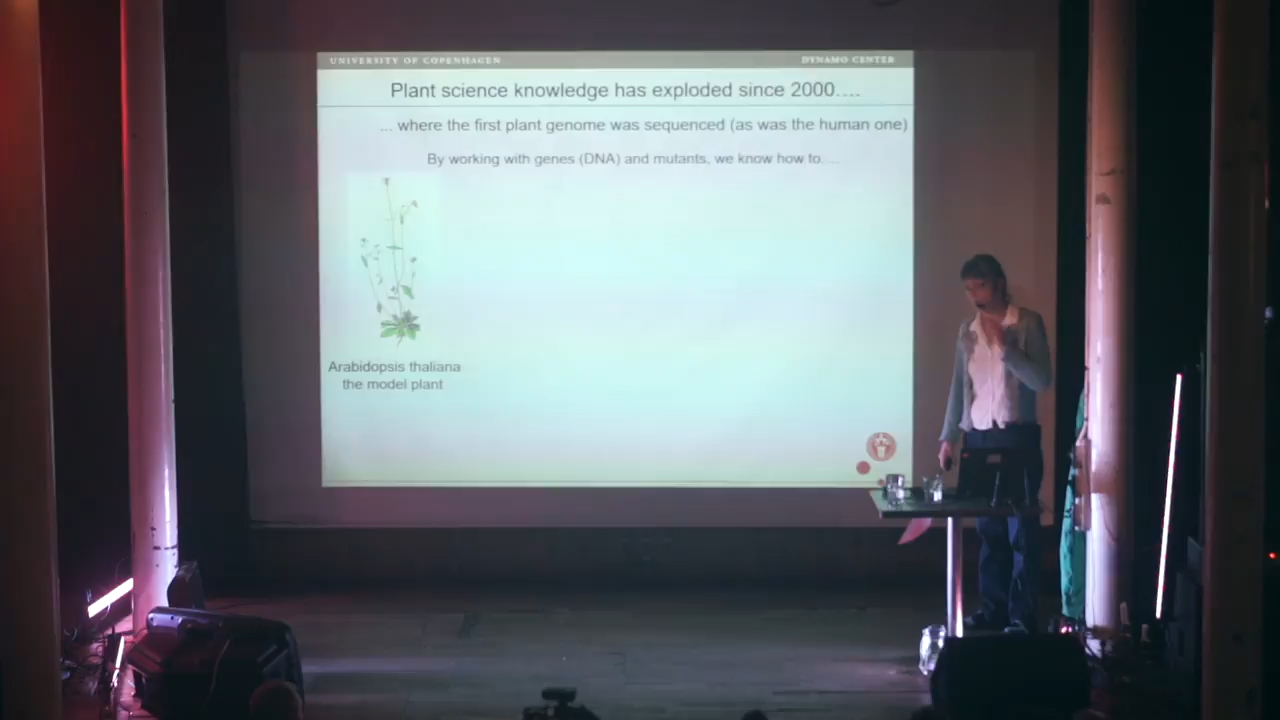 UNIVERSITY OF COPENHAGEN
DYNAMO CENTER
Plant science knowledge has exploded since 2000....
... where the first plant genome was sequenced (as was the human one)
By working with genes (DNA) and mutants, we know how to.....
Arabidopsis thaliana
the model plant